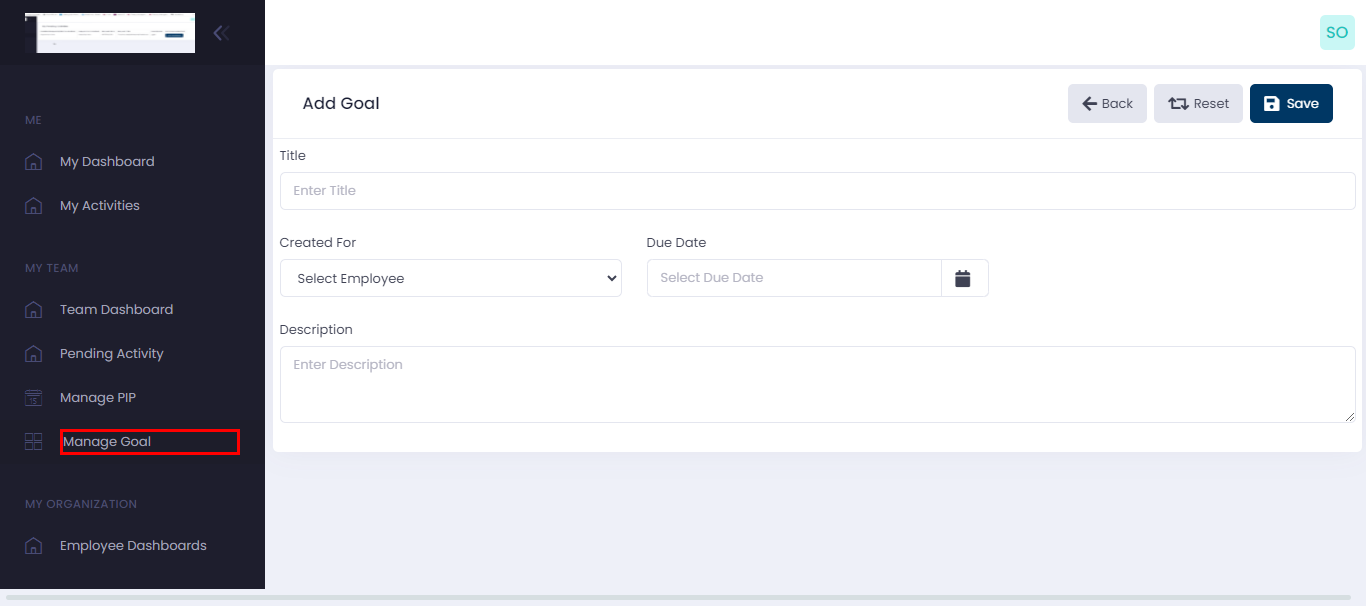 SO
ME
My Dashboard
My Activities
MY TEAM
Team Dashboard
Pending Activity
Manage PIP
15
Manage Goal
MY ORGANIZATION
Employee Dashboards
Add Goal
Back
Reset
Save
Title
Enter Title
Created For
Due Date
Select Employee
Select Due Date
Description
Enter Description